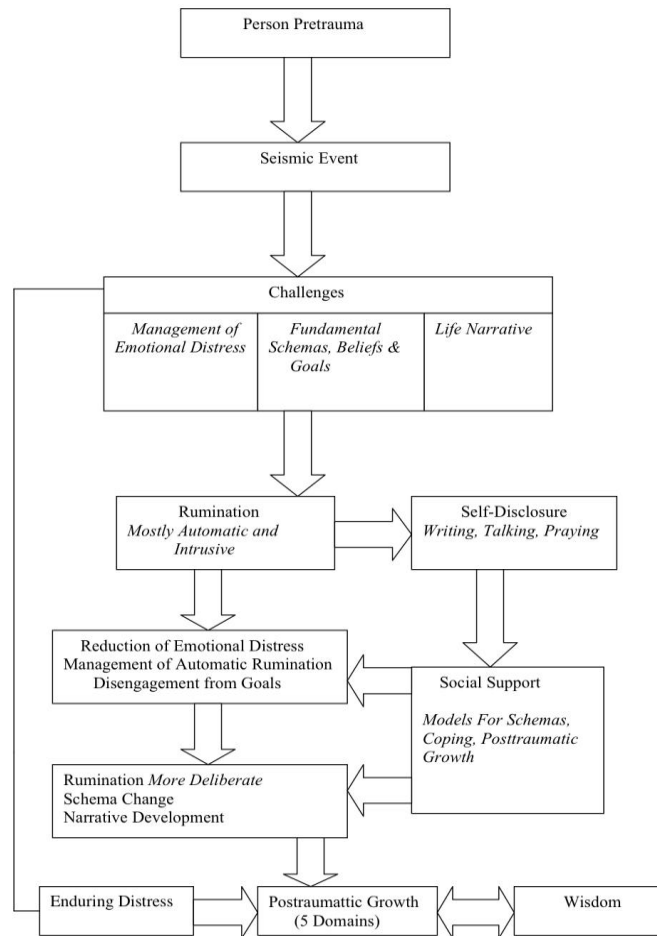 Person Pretrauma
Seismic Event
Challenges
Management of
Emotional Distress
Fundamental
Schemas, Beliefs &
Goals
Life Narrative
Rumination
Mostly Automatic and
Intrusive
Self-Disclosure
Writing, Talking, Praying
Reduction of Emotional Distress
Management of Automatic Rumination
Disengagement from Goals
Social Support
Models For Schemas,
Coping, Posttraumatic
Growth
Rumination More Deliberate
Schema Change
Narrative Development
Enduring Distress
Postraumattic Growth
(5 Domains)
Wisdom